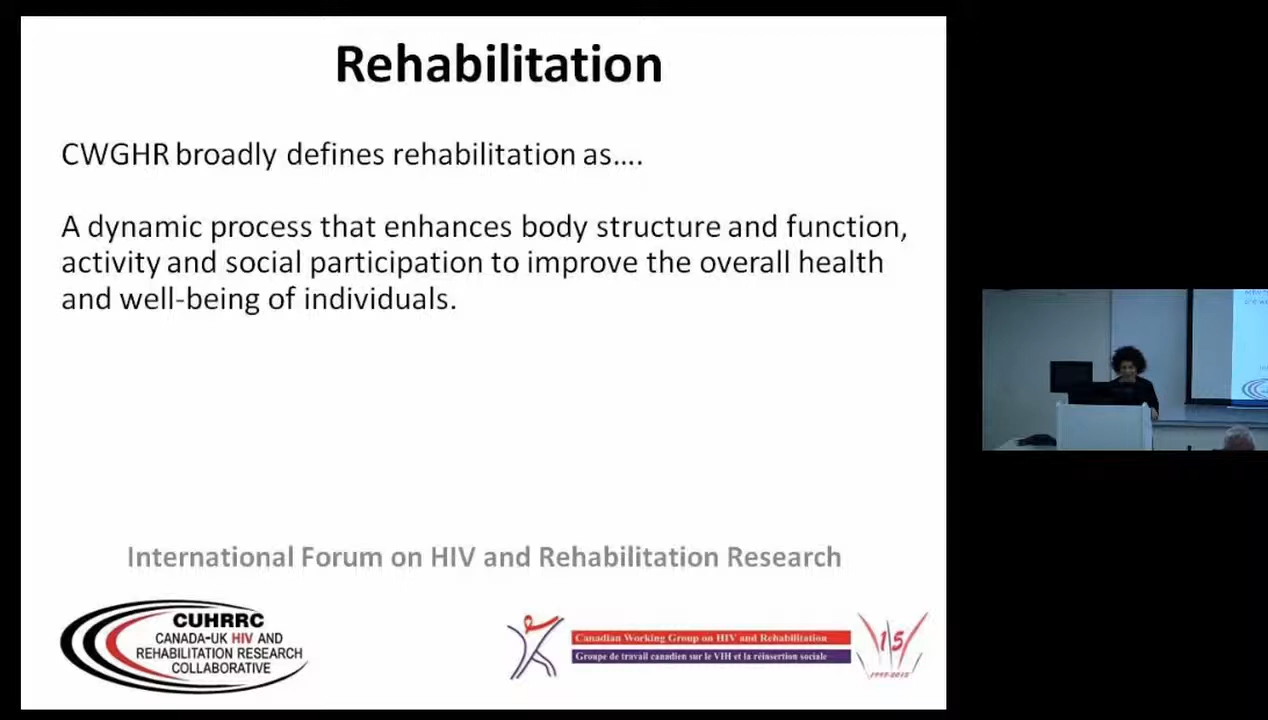 Rehabilitation
CWGHR broadly defines rehabilitation as....
A dynamic process that enhances body structure and function,
activity and social participation to improve the overall health
and well-being of individuals.
International Forum on HIV and Rehabilitation Research
CUHRRC
CANADA-UK HIV AND
REHABILITATION RESEARCH
COLLABORATIVE
Canadian Working Group on HIV and Rehabilitation
Groupe de travail canadien sur le VIH et la réinsertion sociale
15